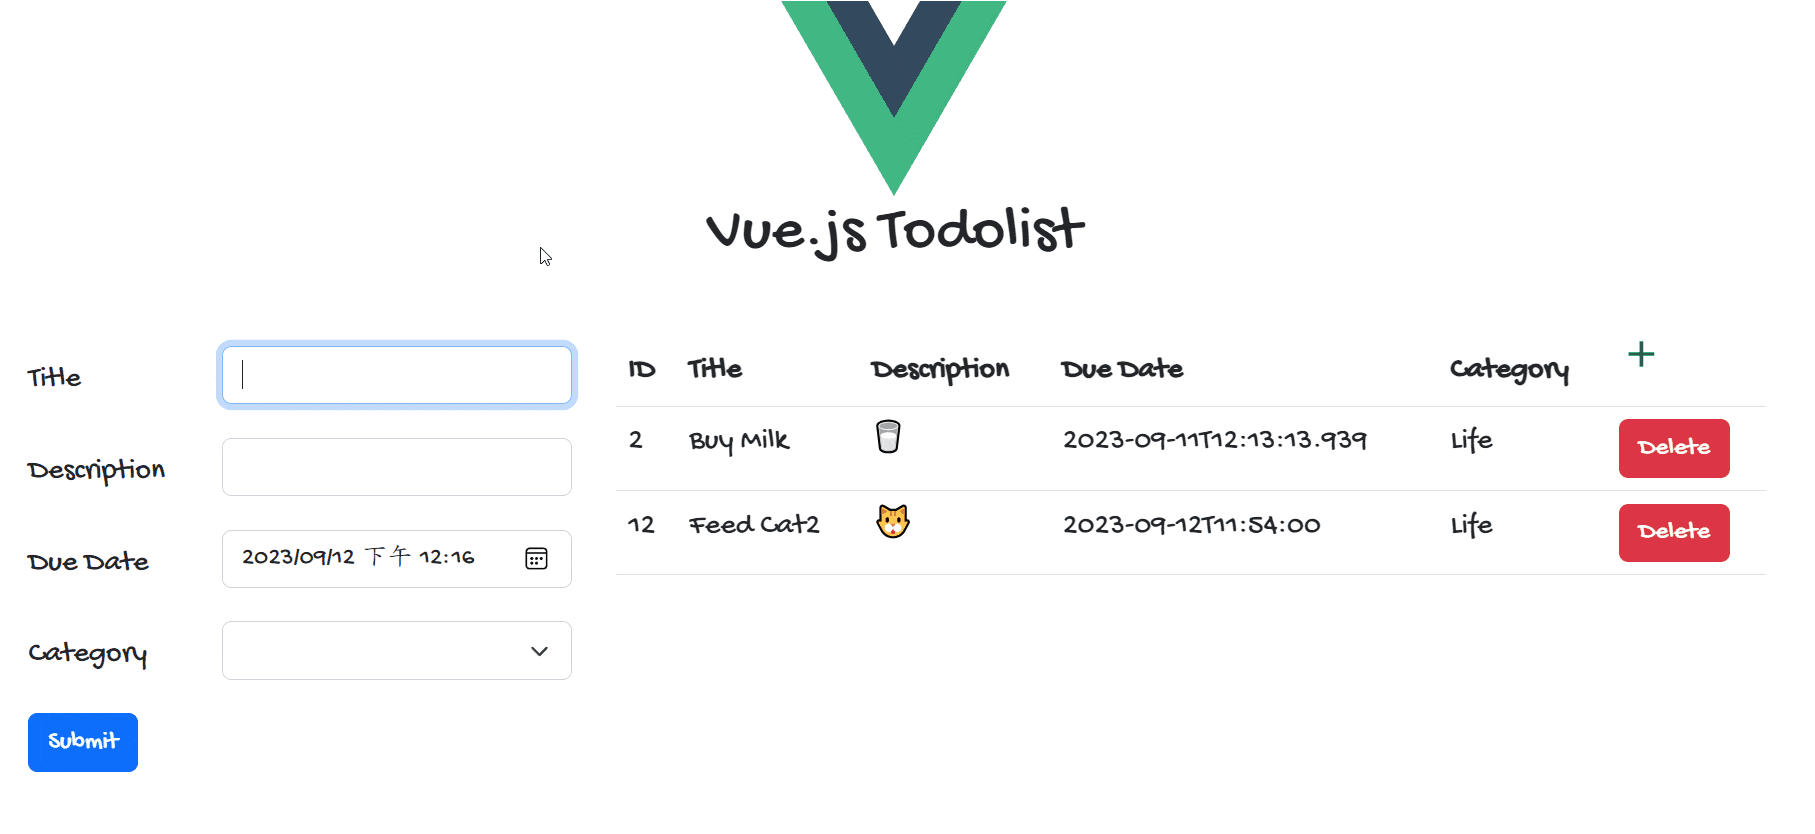 Vue.js Todolist
Title
Description
Due Date
2023/09/12 下午 12:16
Category
Submit
ID Title Description Due Date Category +
2 Buy Milk 🥛 2023-09-11T12:13:13.939 Life Delete
12 Feed Cat2 🐱 2023-09-12T11:54:00 Life Delete